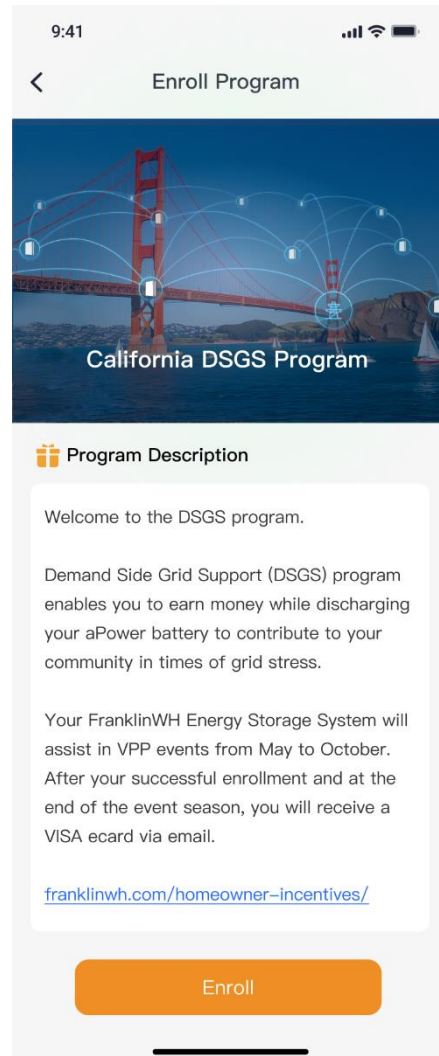 9:41
Enroll Program
California DSGS Program
Program Description
Welcome to the DSGS program.
Demand Side Grid Support (DSGS) program
enables you to earn money while discharging
your aPower battery to contribute to your
community in times of grid stress.
Your FranklinWH Energy Storage System will
assist in VPP events from May to October.
After your successful enrollment and at the
end of the event season, you will receive a
VISA ecard via email.
franklinwh.com/homeowner-incentives/
Enroll